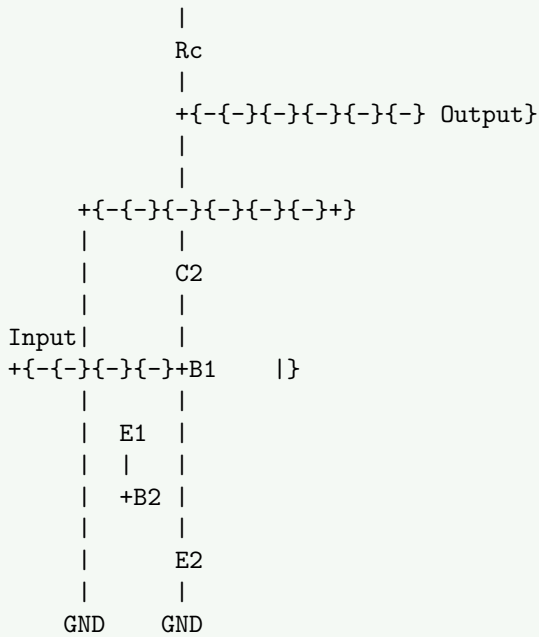 |
Rc
|
+{-{-}{-}{-}{-}{-} Output}
|
|
+{-{-}{-}{-}{-}{-}+}
| |
| C2
| |
Input| |
+{-{-}{-}{-}+B1 |}
| |
| E1 |
| | |
| +B2 |
| |
| E2
| |
GND GND